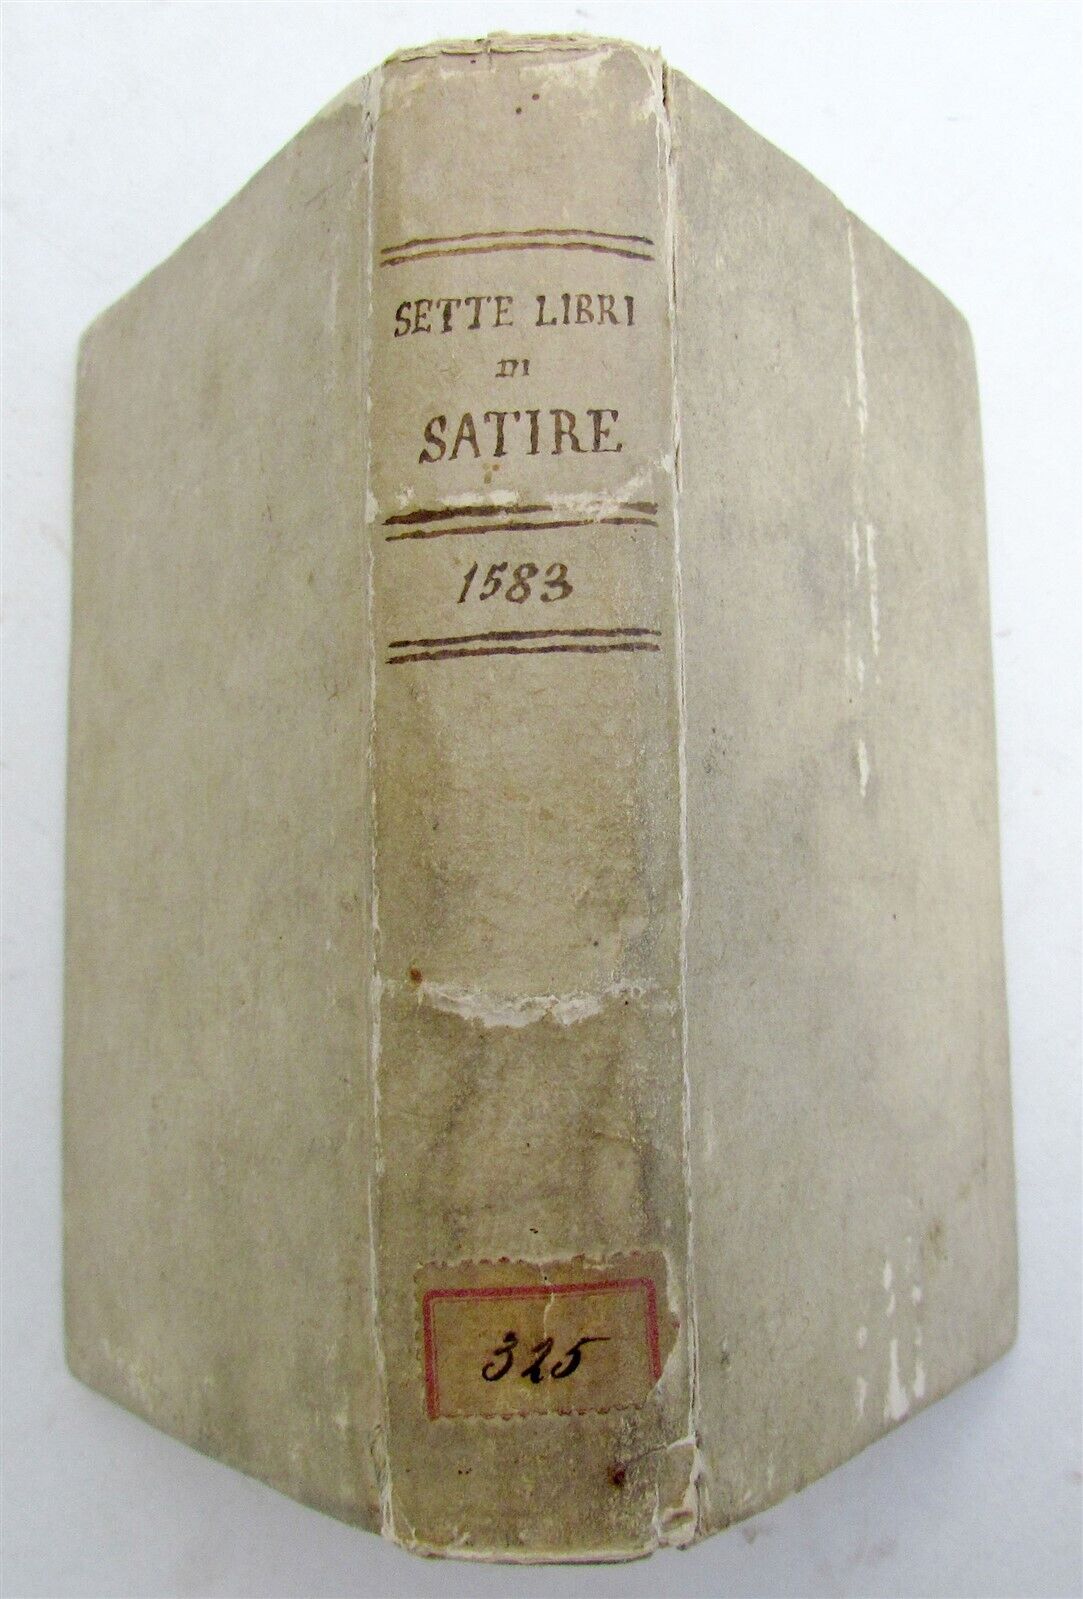 SETTE LIBRI
DI
SATIRE
1583
325